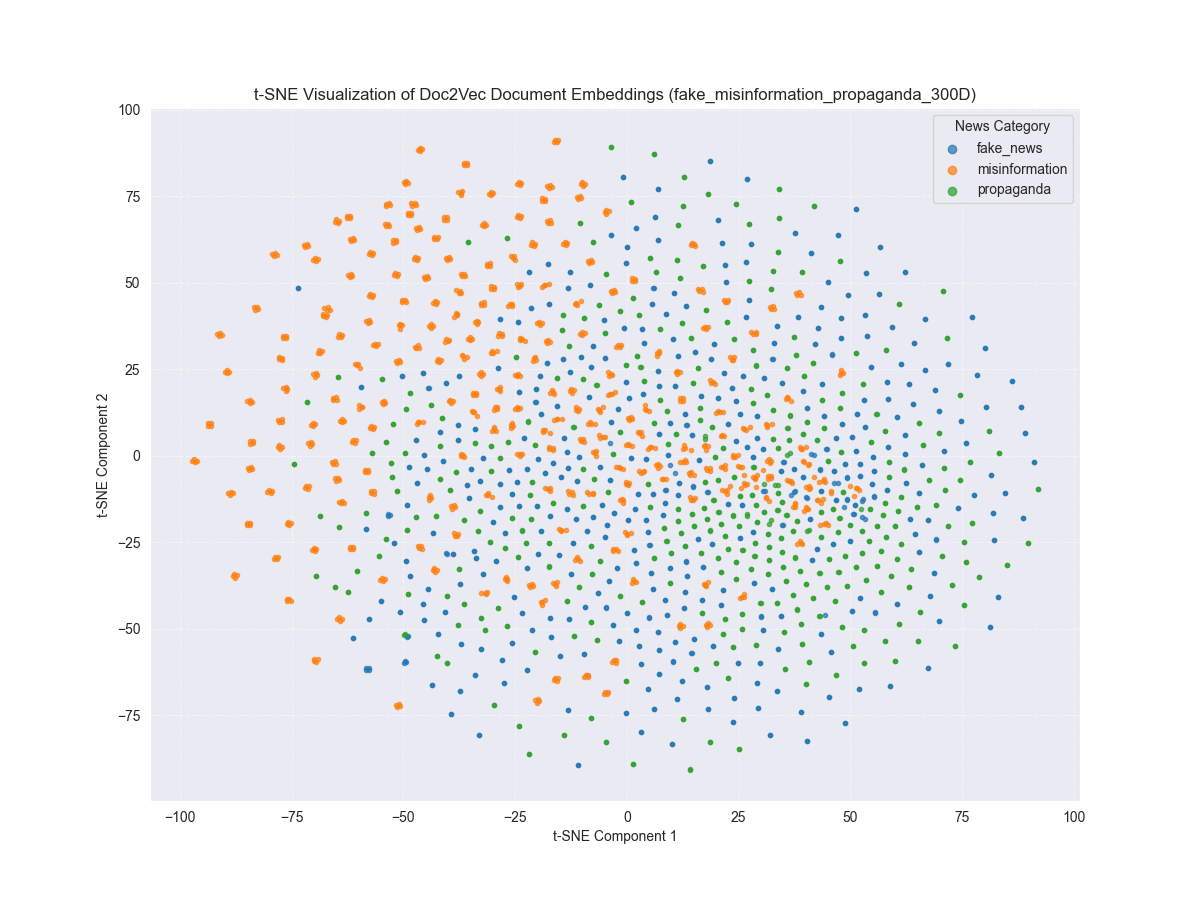 t-SNE Visualization of Doc2Vec Document Embeddings (fake_misinformation_propaganda_300D)
News Category
fake_news
misinformation
propaganda
100
75
50
25
0
−25
−50
−75
t-SNE Component 2
−100
−75
−50
−25
0
25
50
75
100
t-SNE Component 1